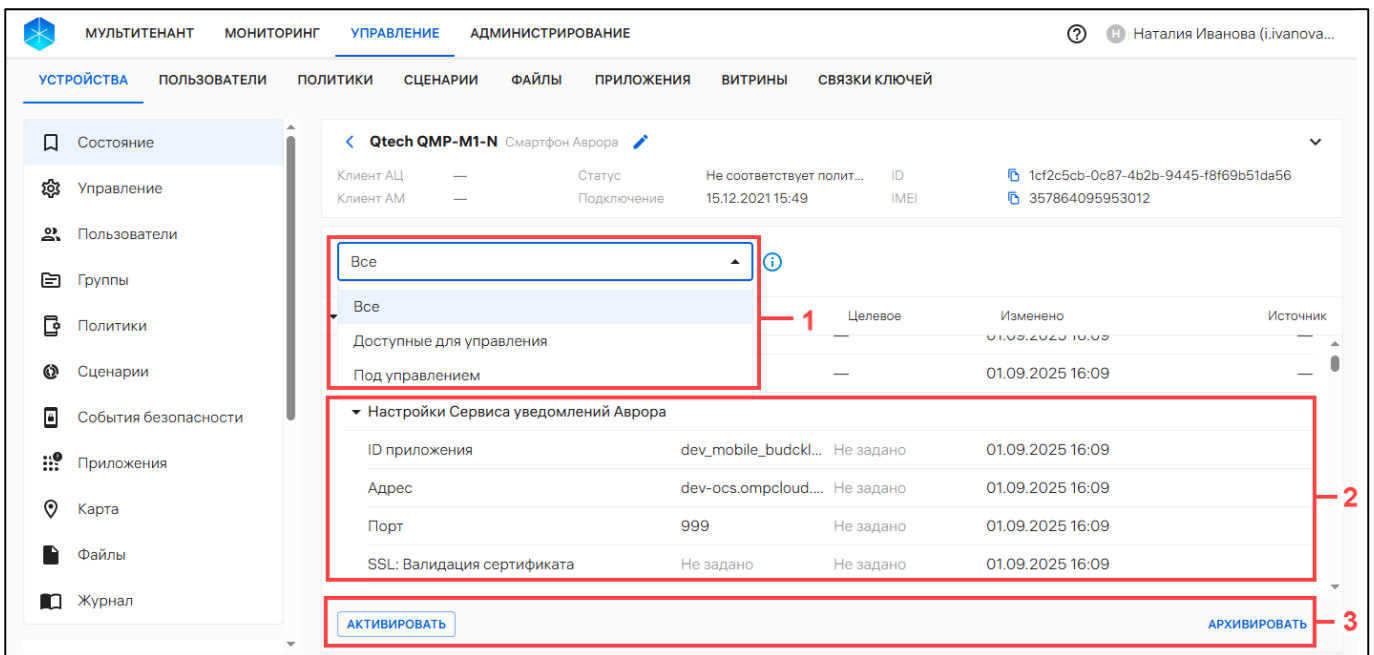 МУЛЬТИТЕНАНТ МОНИТОРИНГ УПРАВЛЕНИЕ АДМИНИСТРИРОВАНИЕ Н Наталия Иванова (i.ivanova...
УСТРОЙСТВА ПОЛЬЗОВАТЕЛИ ПОЛИТИКИ СЦЕНАРИИ ФАЙЛЫ ПРИЛОЖЕНИЯ ВИТРИНЫ СВЯЗКИ КЛЮЧЕЙ
Состояние
Управление
Пользователи
Группы
Политики
Сценарии
События безопасности
Приложения
Карта
Файлы
Журнал
Qtech QMP-M1-N Смартфон Аврора
Клиент АЦ — Статус Не соответствует полит... ID 1cf2c5cb-0c87-4b2b-9445-f8f69b51da56
Клиент АМ — Подключение 15.12.2021 15:49 IMEI 357864095953012
Все
Все
Доступные для управления
Под управлением
1
Целевое Изменено Источник
— 01.09.2025 16:09 —
— 01.09.2025 16:09 —
Настройки Сервиса уведомлений Аврора
ID приложения dev_mobile_budckl... Не задано 01.09.2025 16:09
Адрес dev-ocs.ompcloud.... Не задано 01.09.2025 16:09
Порт 999 Не задано 01.09.2025 16:09
SSL: Валидация сертификата Не задано Не задано 01.09.2025 16:09
2
АКТИВИРОВАТЬ АРХИВИРОВАТЬ
3